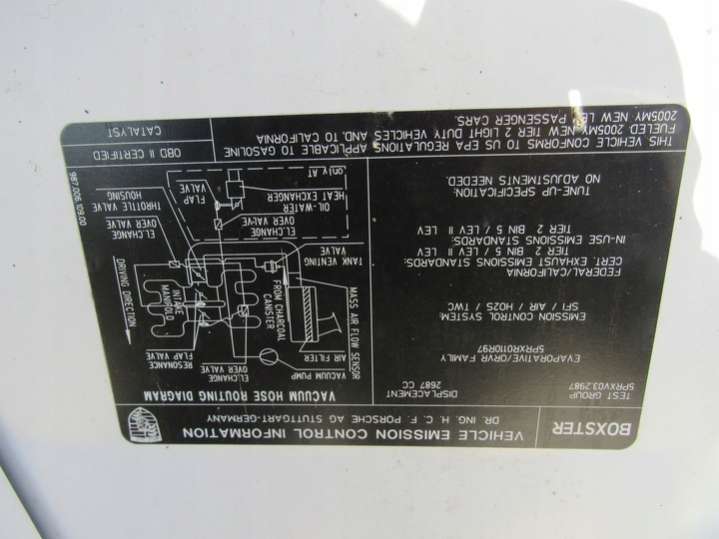 BOXSTER
VEHICLE EMISSION CONTROL INFORMATION
DR. ING. H. C. F. PORSCHE AG STUTTGART-GERMANY
TEST GROUP
5PRXV03.2987
DISPLACEMENT
2687 CC
EVAPORATIVE/ORVR FAMILY
5PRXR0110R97
EMISSION CONTROL SYSTEM:
SFI / AIR / HO2S / TWC
FEDERAL/CALIFORNIA
CERT. EXHAUST EMISSIONS STANDARDS:
TIER 2 BIN 5 / LEV II LEV
IN-USE EMISSIONS STANDARDS:
TIER 2 BIN 5 / LEV II LEV
TUNE-UP SPECIFICATION:
NO ADJUSTMENTS NEEDED.
VACUUM HOSE ROUTING DIAGRAM
VACUUM PUMP
AIR FILTER
MASS AIR FLOW SENSOR
EL.CHANGE
OVER VALVE
RESONANCE
FLAP VALVE
INTAKE
MANIFOLD
FROM CHARCOAL
CANISTER
DRIVING DIRECTION
TANK VENTING
VALVE
EL.CHANGE
OVER VALVE
EL.CHANGE
OVER VALVE
THROTTLE VALVE
HOUSING
OIL-WATER
HEAT EXCHANGER
FLAP
VALVE
only v. AT
987.006.109.00
THIS VEHICLE CONFORMS TO US EPA REGULATIONS APPLICABLE TO GASOLINE
FUELED 2005MY NEW TIER 2 LIGHT DUTY VEHICLES AND, TO CALIFORNIA
2005MY NEW PASSENGER CARS.
OBD II CERTIFIED
CATALYST